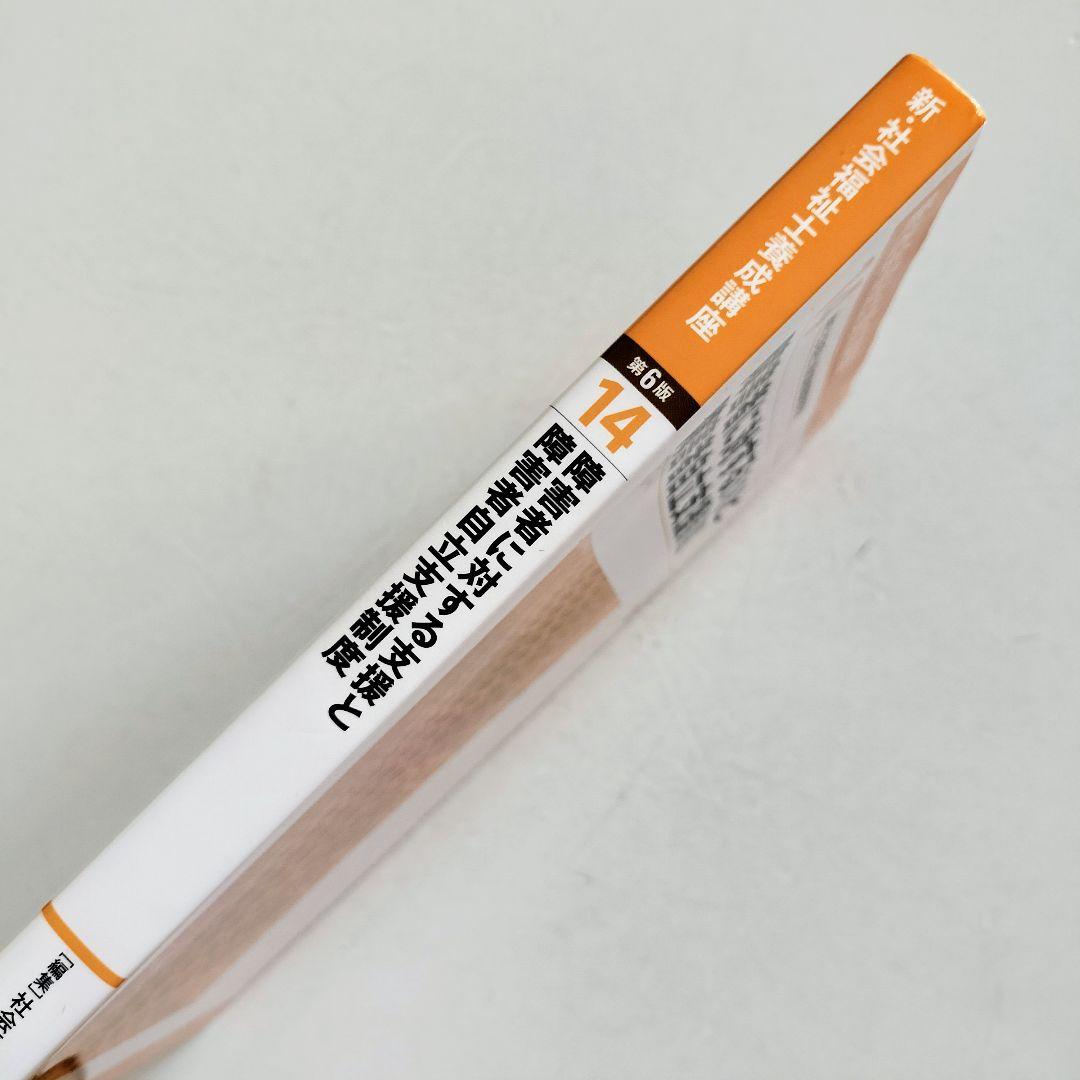 新・社会福祉士養成講座
第6版
14
障害者に対する支援と
障害者自立支援制度
［編集］社会